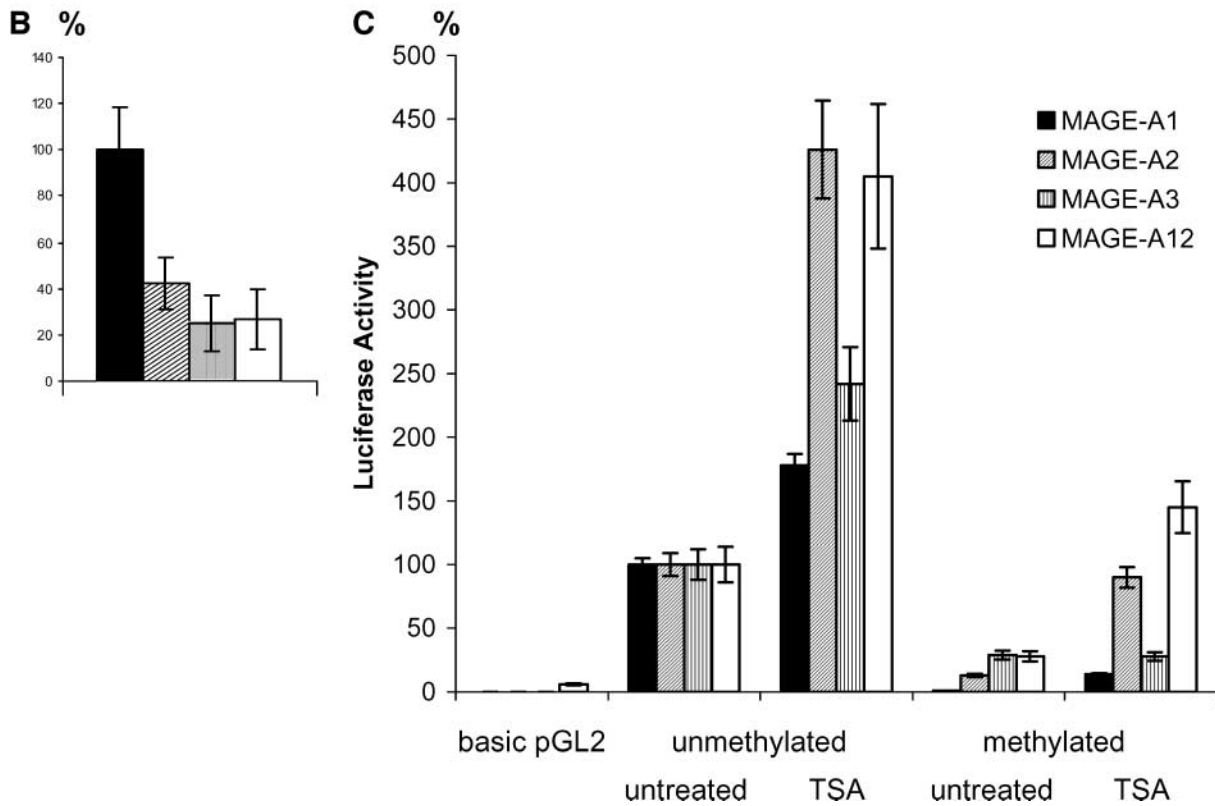 B %
140
120
100
80
60
40
20
0
C %
Luciferase Activity
500
450
400
350
300
250
200
150
100
50
0
MAGE-A1
MAGE-A2
MAGE-A3
MAGE-A12
basic pGL2 unmethylated methylated
untreated TSA untreated TSA